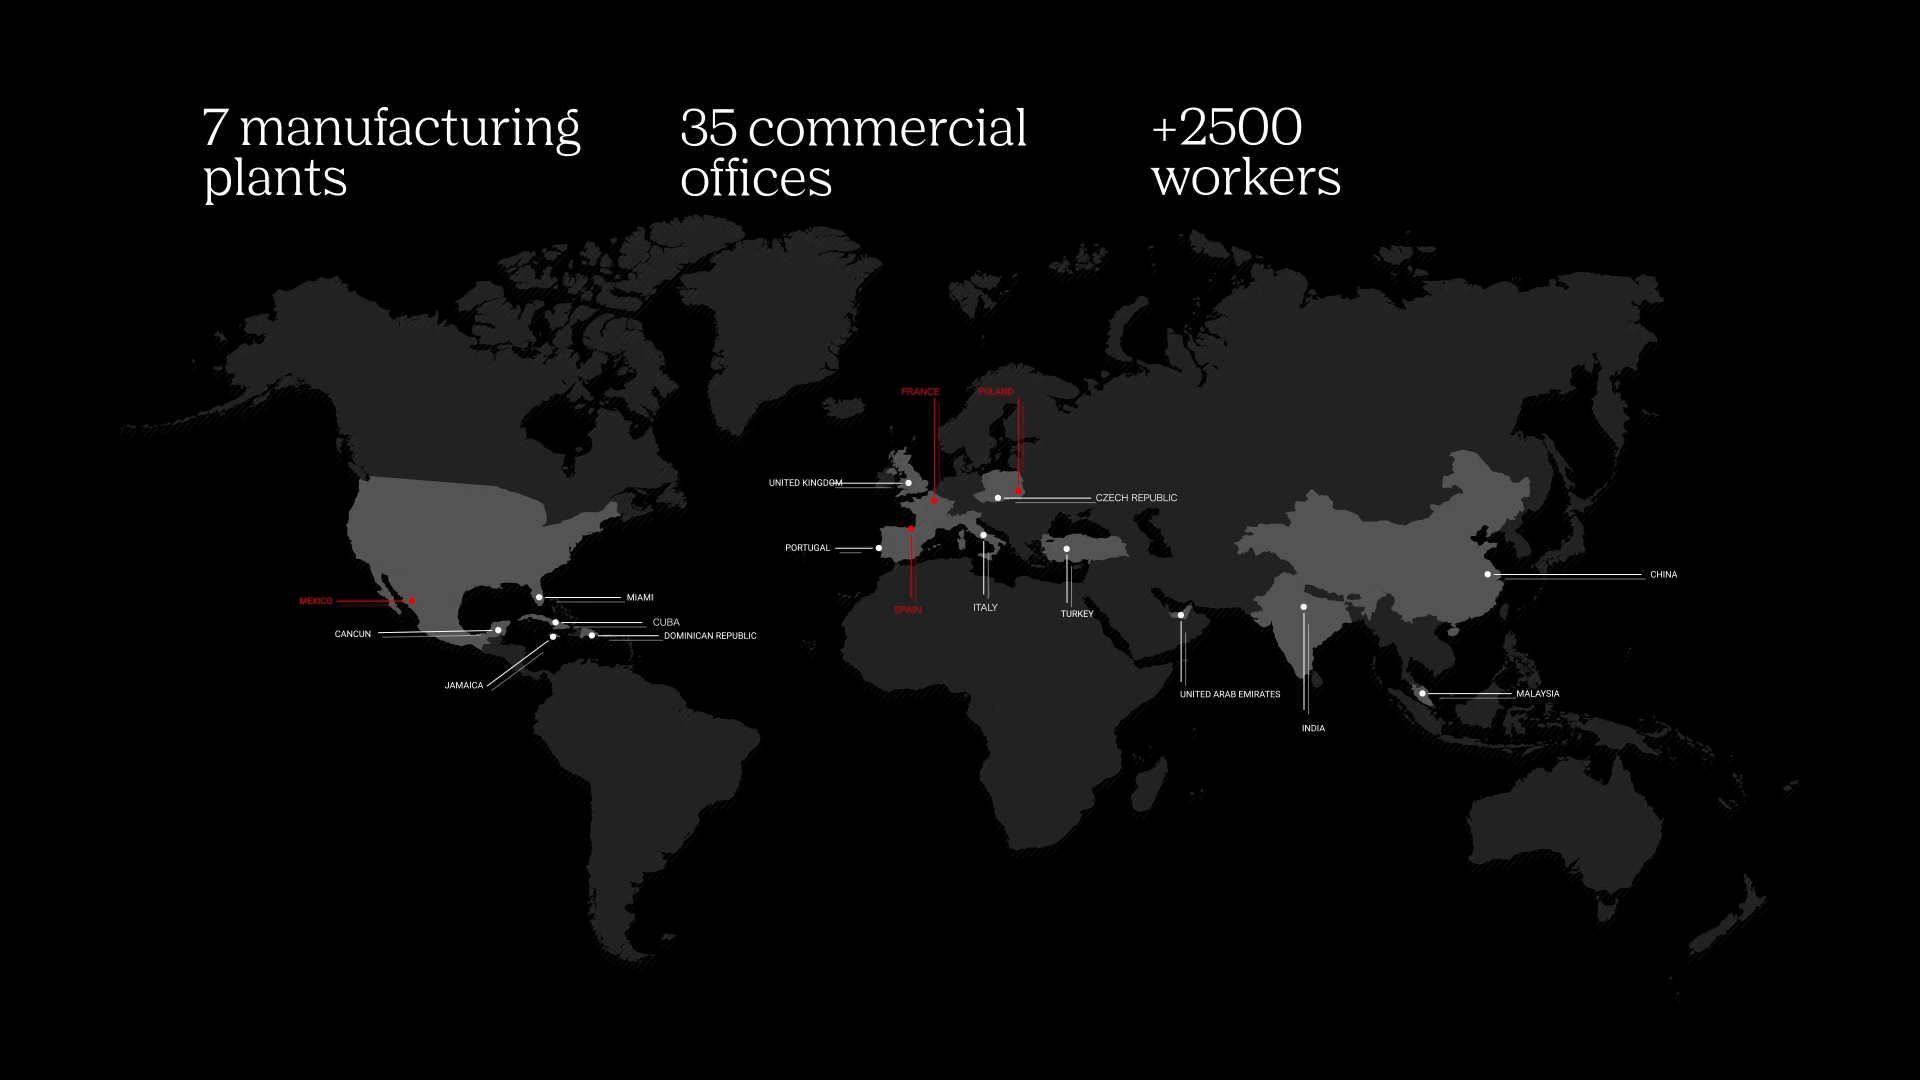 7 manufacturing
plants
35 commercial
offices
+2500
workers
FRANCE
POLAND
UNITED KINGDOM
CZECH REPUBLIC
PORTUGAL
CHINA
MEXICO
MIAMI
SPAIN
ITALY
TURKEY
CUBA
CANCUN
DOMINICAN REPUBLIC
JAMAICA
UNITED ARAB EMIRATES
MALAYSIA
INDIA